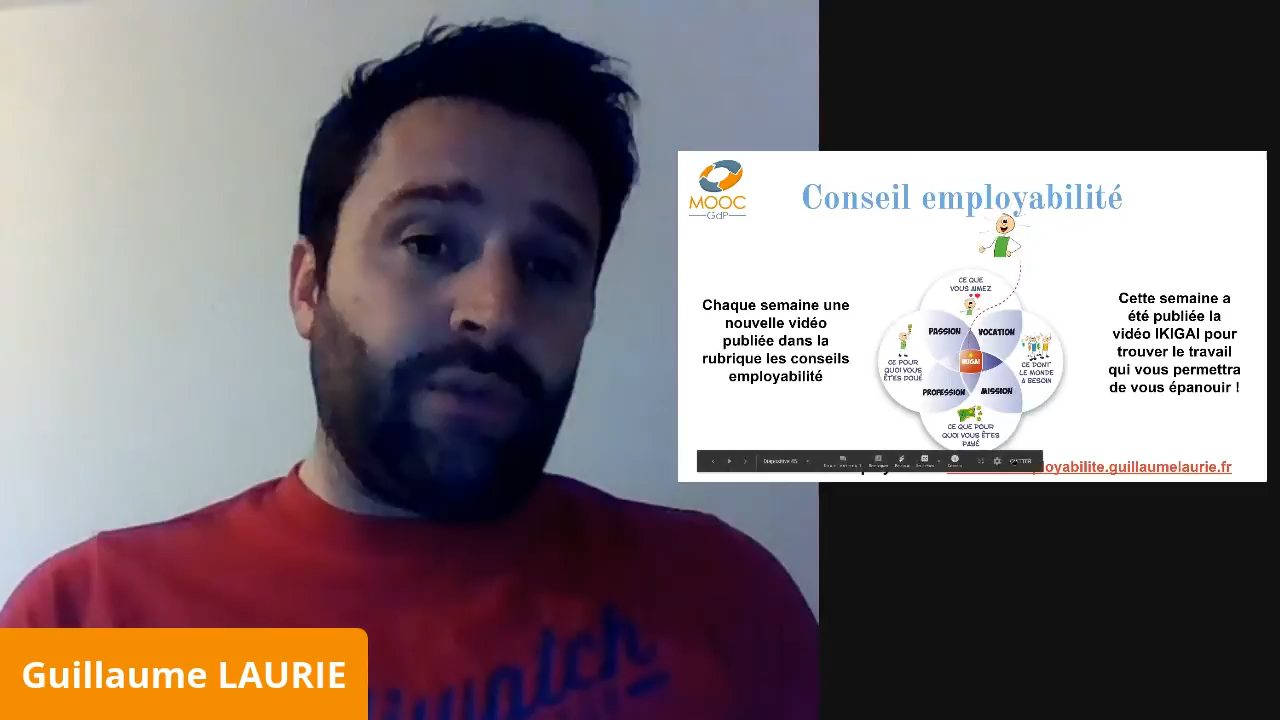 MOOC
GdP
Conseil employabilité
Chaque semaine une
nouvelle vidéo
publiée dans la
rubrique les conseils
employabilité
CE QUE
VOUS AIMEZ
PASSION
VOCATION
CE POUR
QUOI VOUS
ÊTES DOUÉ
IKIGAI
CE DONT
LE MONDE
A BESOIN
PROFESSION
MISSION
CE QUE POUR
QUOI VOUS ÊTES
PAYÉ
Cette semaine a
été publiée la
vidéo IKIGAI pour
trouver le travail
qui vous permettra
de vous épanouir !
Diapositive 45
employabilite.guillaumelaurie.fr
Guillaume LAURIE